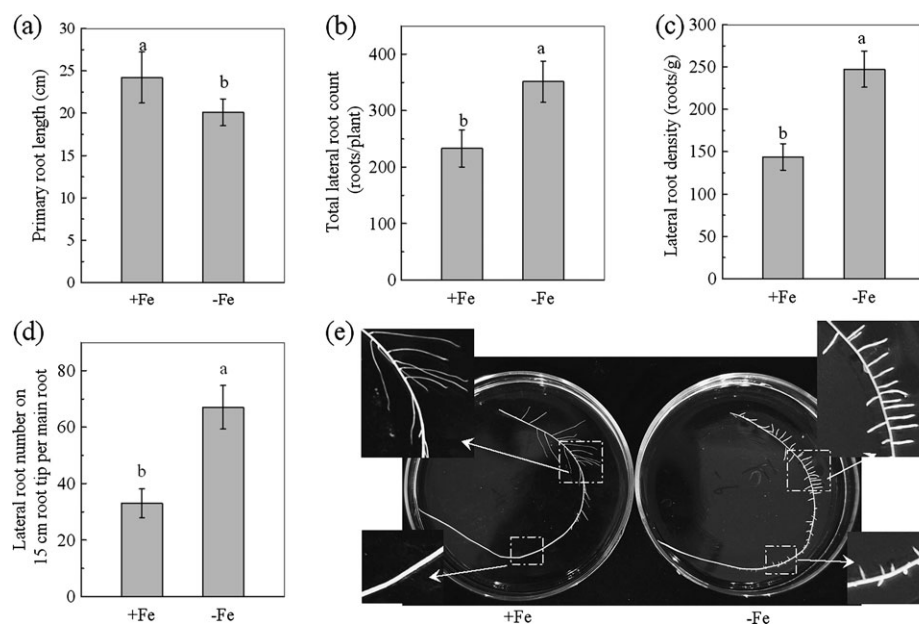 (a)
Primary root length (cm)
30
25
20
15
10
5
0
a
b
+Fe
-Fe
(b)
Total lateral root count
(roots/plant)
400
300
200
100
0
b
a
+Fe
-Fe
(c)
Lateral root density (roots/g)
300
250
200
150
100
50
0
b
a
+Fe
-Fe
(d)
Lateral root number on
15 cm root tip per main root
80
60
40
20
0
b
a
+Fe
-Fe
(e)
+Fe
-Fe